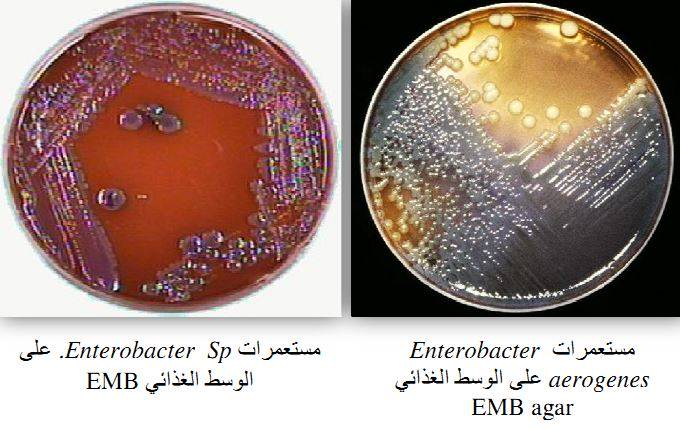 مستعمرات Enterobacter
aerogenes على الوسط الغذائي
EMB agar
مستعمرات Enterobacter Sp. على
الوسط الغذائي EMB